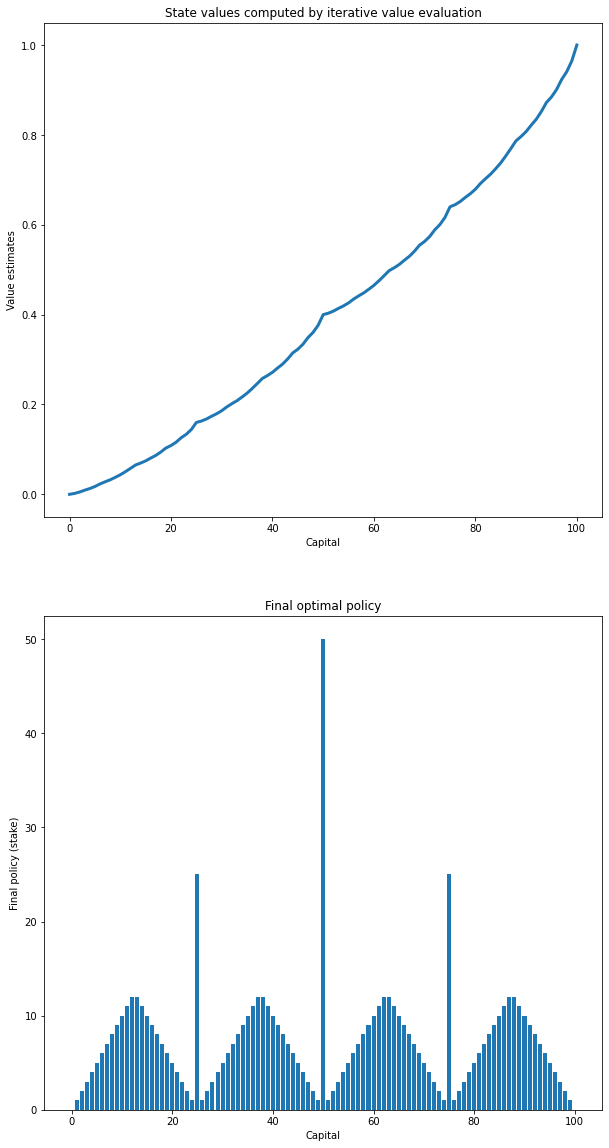 State values computed by iterative value evaluation
1.0
0.8
0.6
0.4
0.2
0.0
Value estimates
0 20 40 60 80 100
Capital
Final optimal policy
50
40
30
20
10
0
Final policy (stake)
0 20 40 60 80 100
Capital